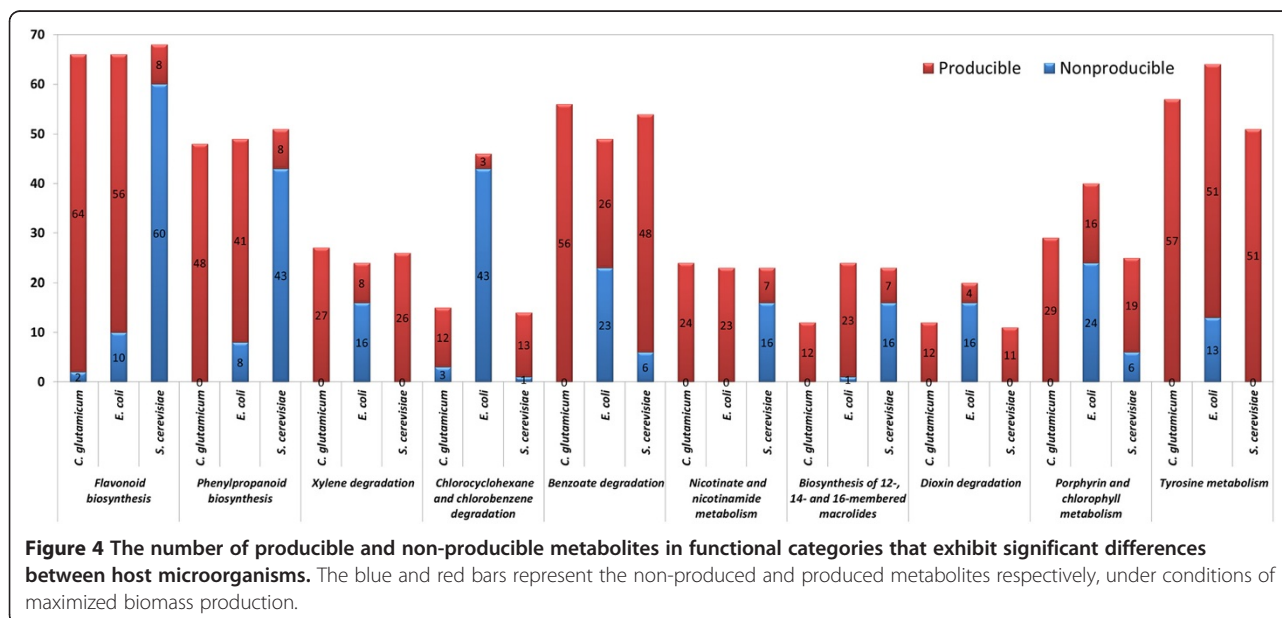 70
60
50
40
30
20
10
0
Producible Nonproducible
64 2
56 10
8 60
48 0
41 8
8 43
27 0
8 16
26 0
12 3
3 43
13 1
56 0
26 23
48 6
24 0
23 0
7 16
12 0
23 1
7 16
12 0
4 16
11 0
29 0
16 24
19 6
57 0
51 13
51 0
C. glutamicum E. coli S. cerevisiae C. glutamicum E. coli S. cerevisiae C. glutamicum E. coli S. cerevisiae C. glutamicum E. coli S. cerevisiae C. glutamicum E. coli S. cerevisiae C. glutamicum E. coli S. cerevisiae C. glutamicum E. coli S. cerevisiae C. glutamicum E. coli S. cerevisiae C. glutamicum E. coli S. cerevisiae C. glutamicum E. coli S. cerevisiae
Flavonoid
biosynthesis
Phenylpropanoid
biosynthesis
Xylene degradation
Chlorocyclohexane
and chlorobenzene
degradation
Benzoate degradation
Nicotinate and
nicotinamide
metabolism
Biosynthesis of 12-,
14- and 16-membered
macrolides
Dioxin degradation
Porphyrin and
chlorophyll
metabolism
Tyrosine metabolism
Figure 4 The number of producible and non-producible metabolites in functional categories that exhibit significant differences
between host microorganisms. The blue and red bars represent the non-produced and produced metabolites respectively, under conditions of
maximized biomass production.